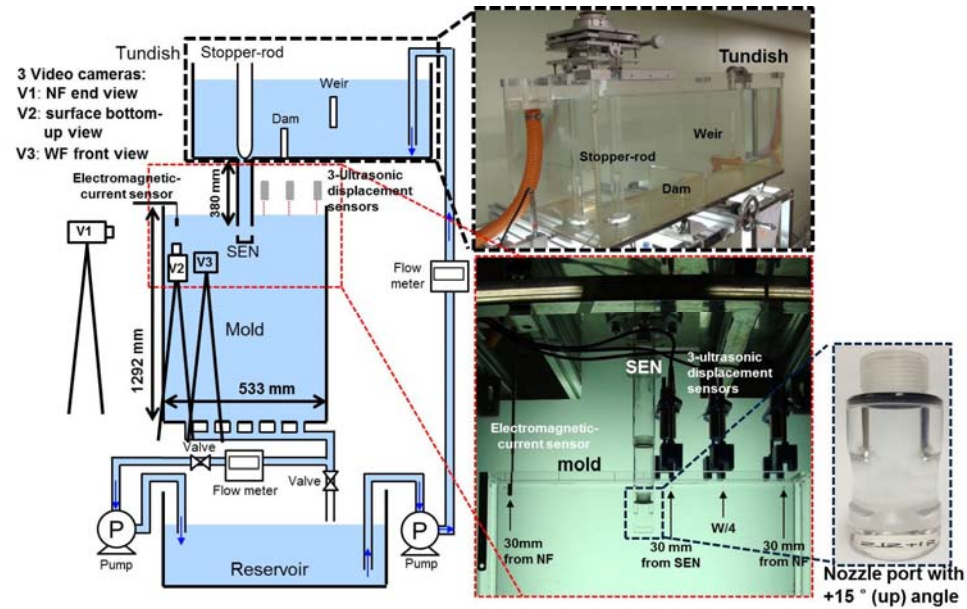 Tundish
Stopper-rod
3 Video cameras:
V1: NF end view
V2: surface bottom-
up view
V3: WF front view
Weir
Dam
Electromagnetic-
current sensor
380 mm
3-Ultrasonic
displacement
sensors
V1
V2
V3
SEN
Flow
meter
Mold
1292 mm
533 mm
Valve
Flow meter
Valve
P
Pump
P
Pump
Reservoir
Tundish
Weir
Stopper-rod
Dam
SEN
3-ultrasonic
displacement
sensors
Electromagnetic-
current sensor
mold
30mm
from NF
30 mm
from SEN
W/4
30 mm
from NF
Nozzle port with
+15 ° (up) angle